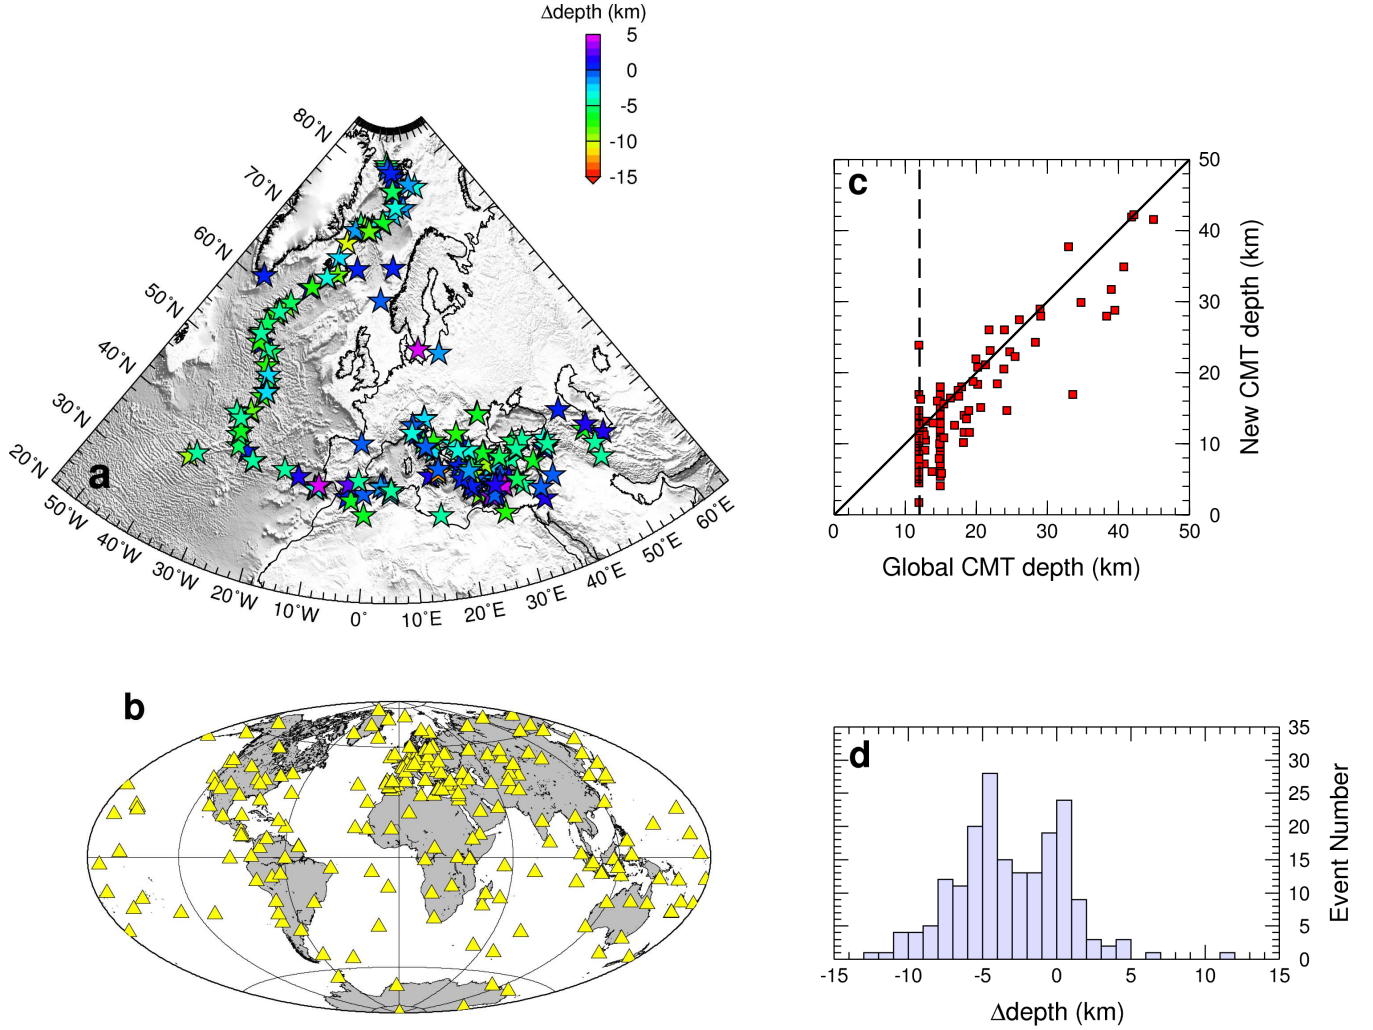 Δdepth (km)
5
0
-5
-10
-15
80°N
70°N
60°N
50°N
40°N
30°N
20°N
a
50°W
40°W
30°W
20°W
10°W
0°
10°E
20°E
30°E
40°E
50°E
60°E
c
50
40
30
20
10
0
New CMT depth (km)
0
10
20
30
40
50
Global CMT depth (km)
b
d
35
30
25
20
15
10
5
0
Event Number
-15
-10
-5
0
5
10
15
Δdepth (km)